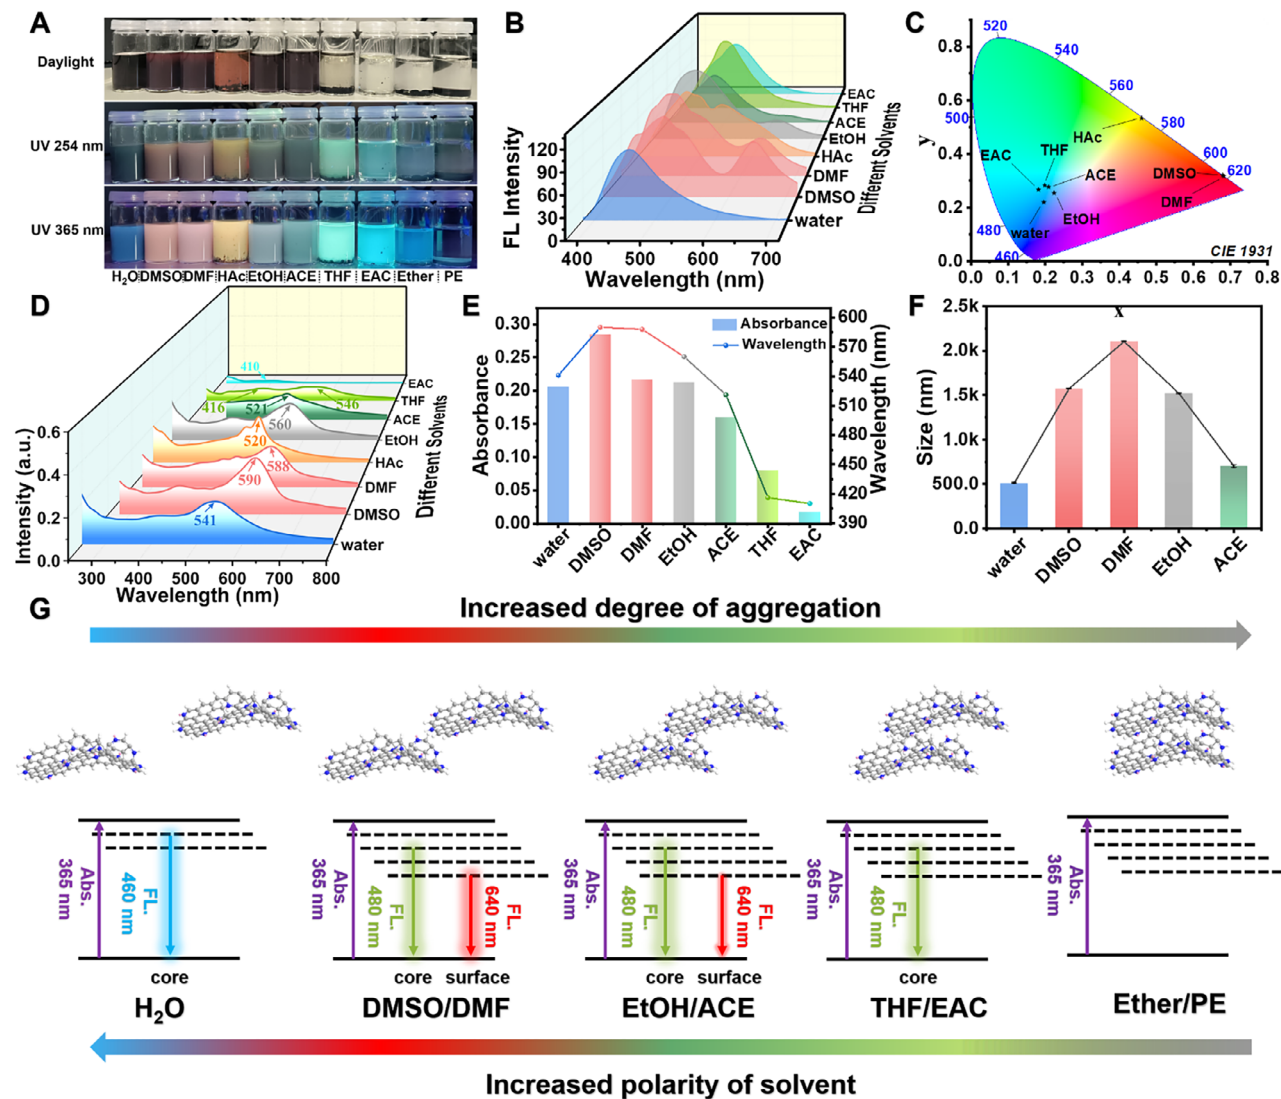 A
Daylight
UV 254 nm
UV 365 nm
H2O DMSO DMF HAc EtOH ACE THF EAC Ether PE
B
FL Intensity
120
90
60
30
0
400 500 600 700
Wavelength (nm)
EAC
THF
ACE
EtOH
HAc
DMF
DMSO
water
Different Solvents
C
y
0.8
0.6
0.4
0.2
0.0
0.0 0.1 0.2 0.3 0.4 0.5 0.6 0.7 0.8
x
520
540
560
500
580
600
620
480
460
HAc
THF
EAC
ACE
DMSO
DMF
EtOH
water
CIE 1931
D
Intensity (a.u.)
0.6
0.4
0.2
0.0
300 400 500 600 700 800
Wavelength (nm)
410
416
521
546
560
520
588
590
541
EAC
THF
ACE
EtOH
HAc
DMF
DMSO
water
Different Solvents
E
Absorbance
0.30
0.25
0.20
0.15
0.10
0.05
0.00
Absorbance
Wavelength
600
570
540
510
480
450
420
390
Wavelength (nm)
water DMSO DMF EtOH ACE THF EAC
F
Size (nm)
2.5k
2.0k
1.5k
1.0k
500.0
0.0
water DMSO DMF EtOH ACE
G
Increased degree of aggregation
Abs.
365 nm
FL.
460 nm
core
H2O
Abs.
365 nm
FL.
480 nm
FL.
640 nm
core surface
DMSO/DMF
Abs.
365 nm
FL.
480 nm
FL.
640 nm
core surface
EtOH/ACE
Abs.
365 nm
FL.
480 nm
core
THF/EAC
Abs.
365 nm
Ether/PE
Increased polarity of solvent